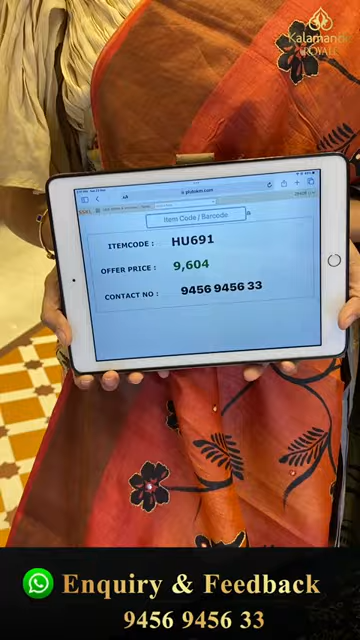 Kalamandir
ROYALE
Item Code / Barcode
ITEMCODE : HU691
OFFER PRICE : 9,604
CONTACT NO : 9456 9456 33
Enquiry & Feedback
9456 9456 33